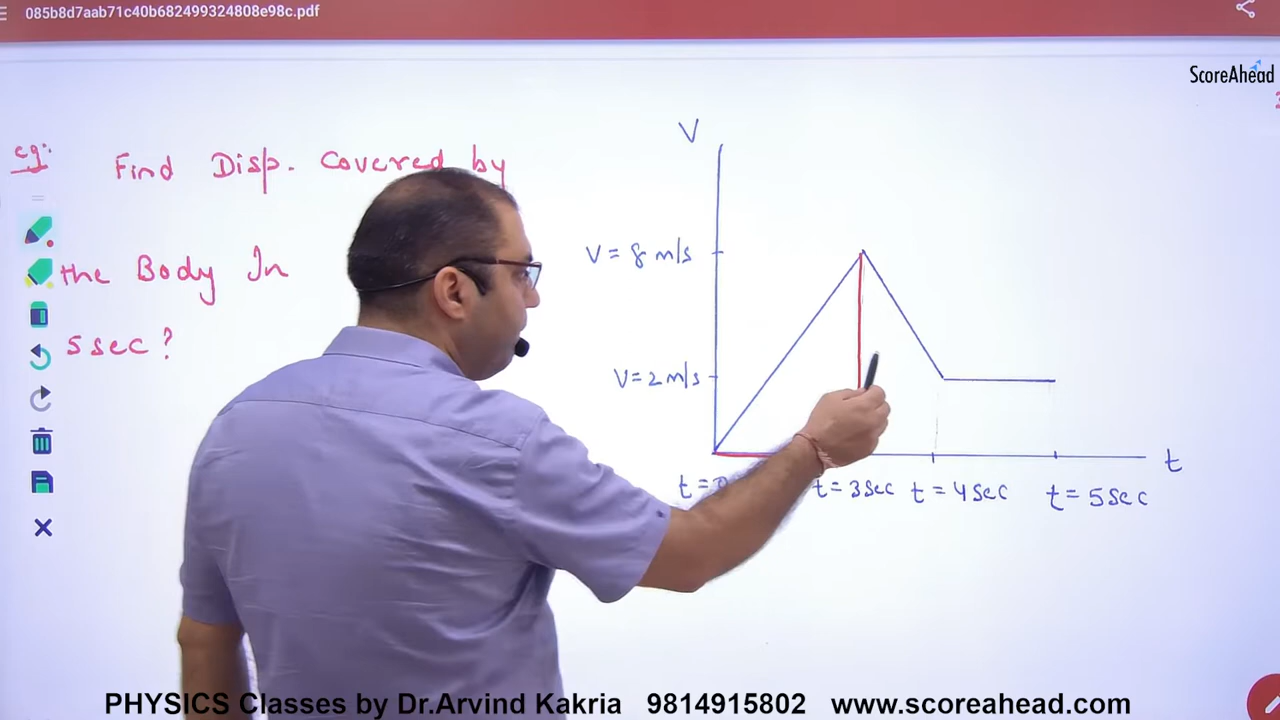 085b8d7aab71c40b682499324808e98c.pdf
ScoreAhead
eg:
Find Disp. Covered by
the Body In
5sec?
V
V = 8 m/s
V=2m/s
t
t =
t = 3sec
t = 4sec
t = 5sec
PHYSICS Classes by Dr.Arvind Kakria 9814915802 www.scoreahead.com